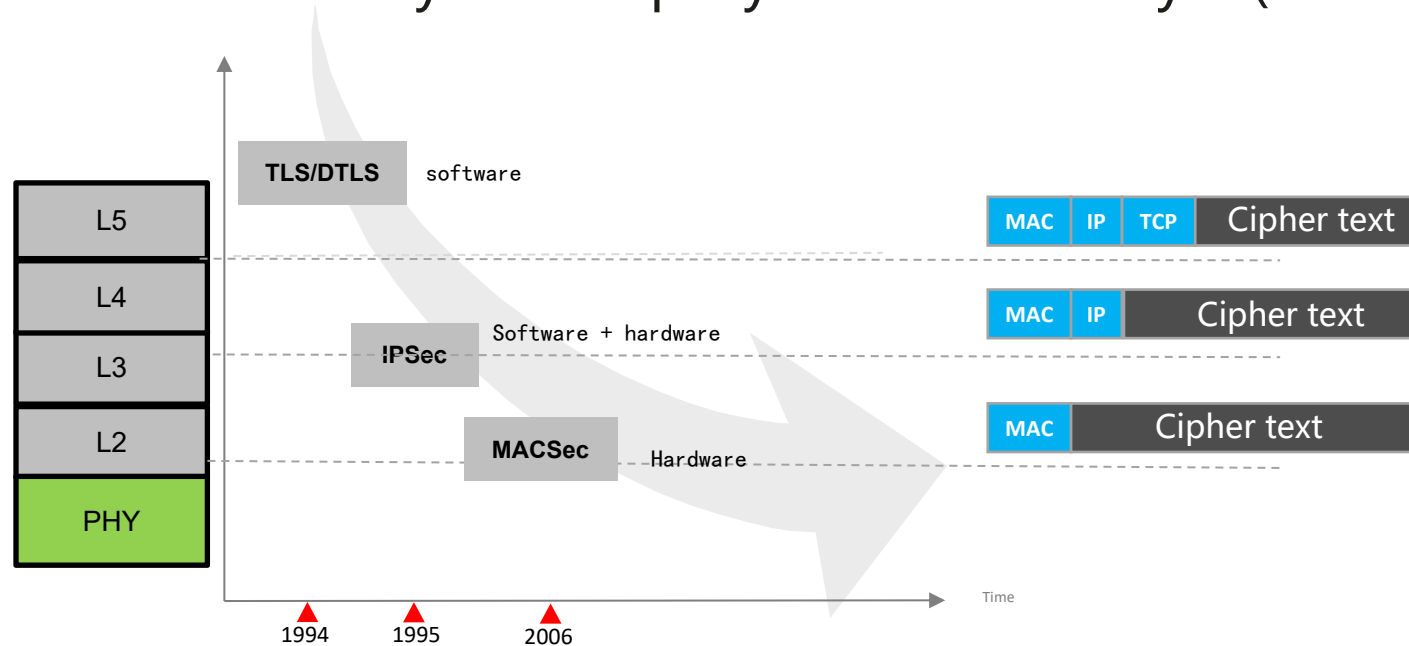 TLS/DTLS
software
L5
MAC IP TCP Cipher text
L4
MAC IP Cipher text
Software + hardware
IPSec
L3
MAC Cipher text
L2
MACSec
Hardware
PHY
Time
1994 1995 2006